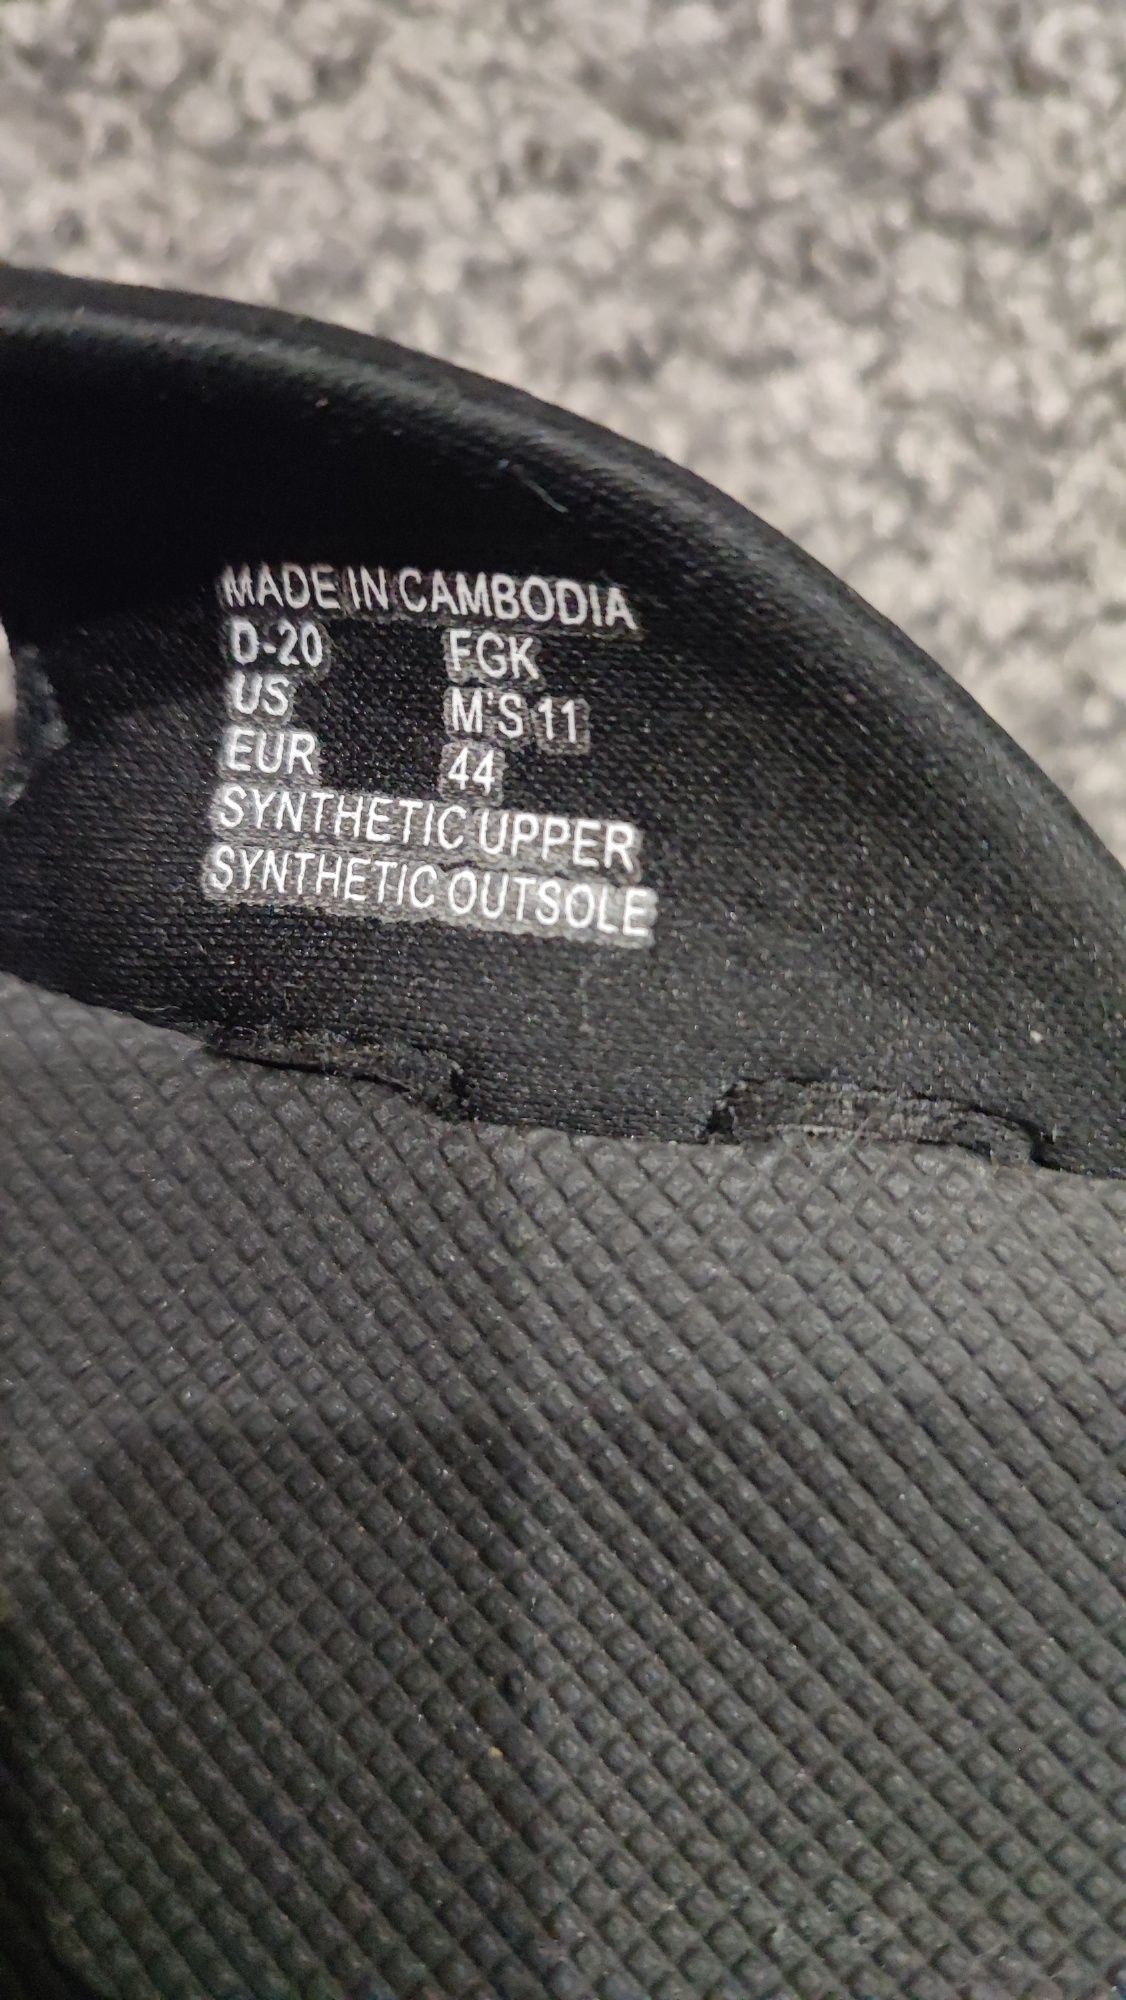 MADE IN CAMBODIA
D-20 FGK
US M'S 11
EUR 44
SYNTHETIC UPPER
SYNTHETIC OUTSOLE